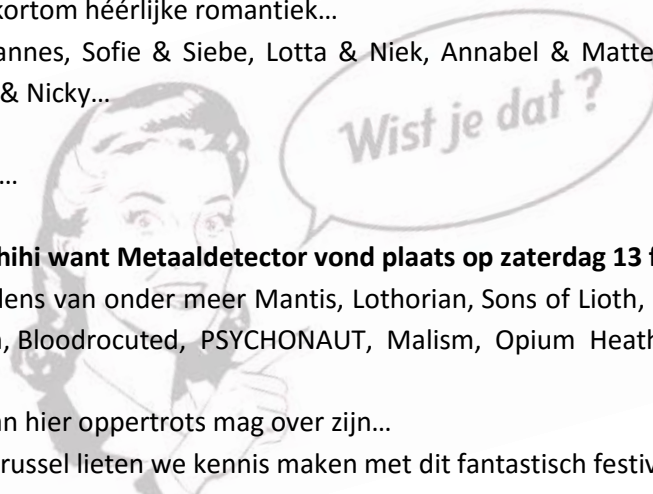 kortom héérlijke romantiek…
annes, Sofie & Siebe, Lotta & Niek, Annabel & Matte
& Nicky…
Wist je dat ?
…
hihi want Metaaldetector vond plaats op zaterdag 13 f
dens van onder meer Mantis, Lothorian, Sons of Lioth,
, Bloodrocuted, PSYCHONAUT, Malism, Opium Heath
an hier oppertrots mag over zijn…
russel lieten we kennis maken met dit fantastisch festiv